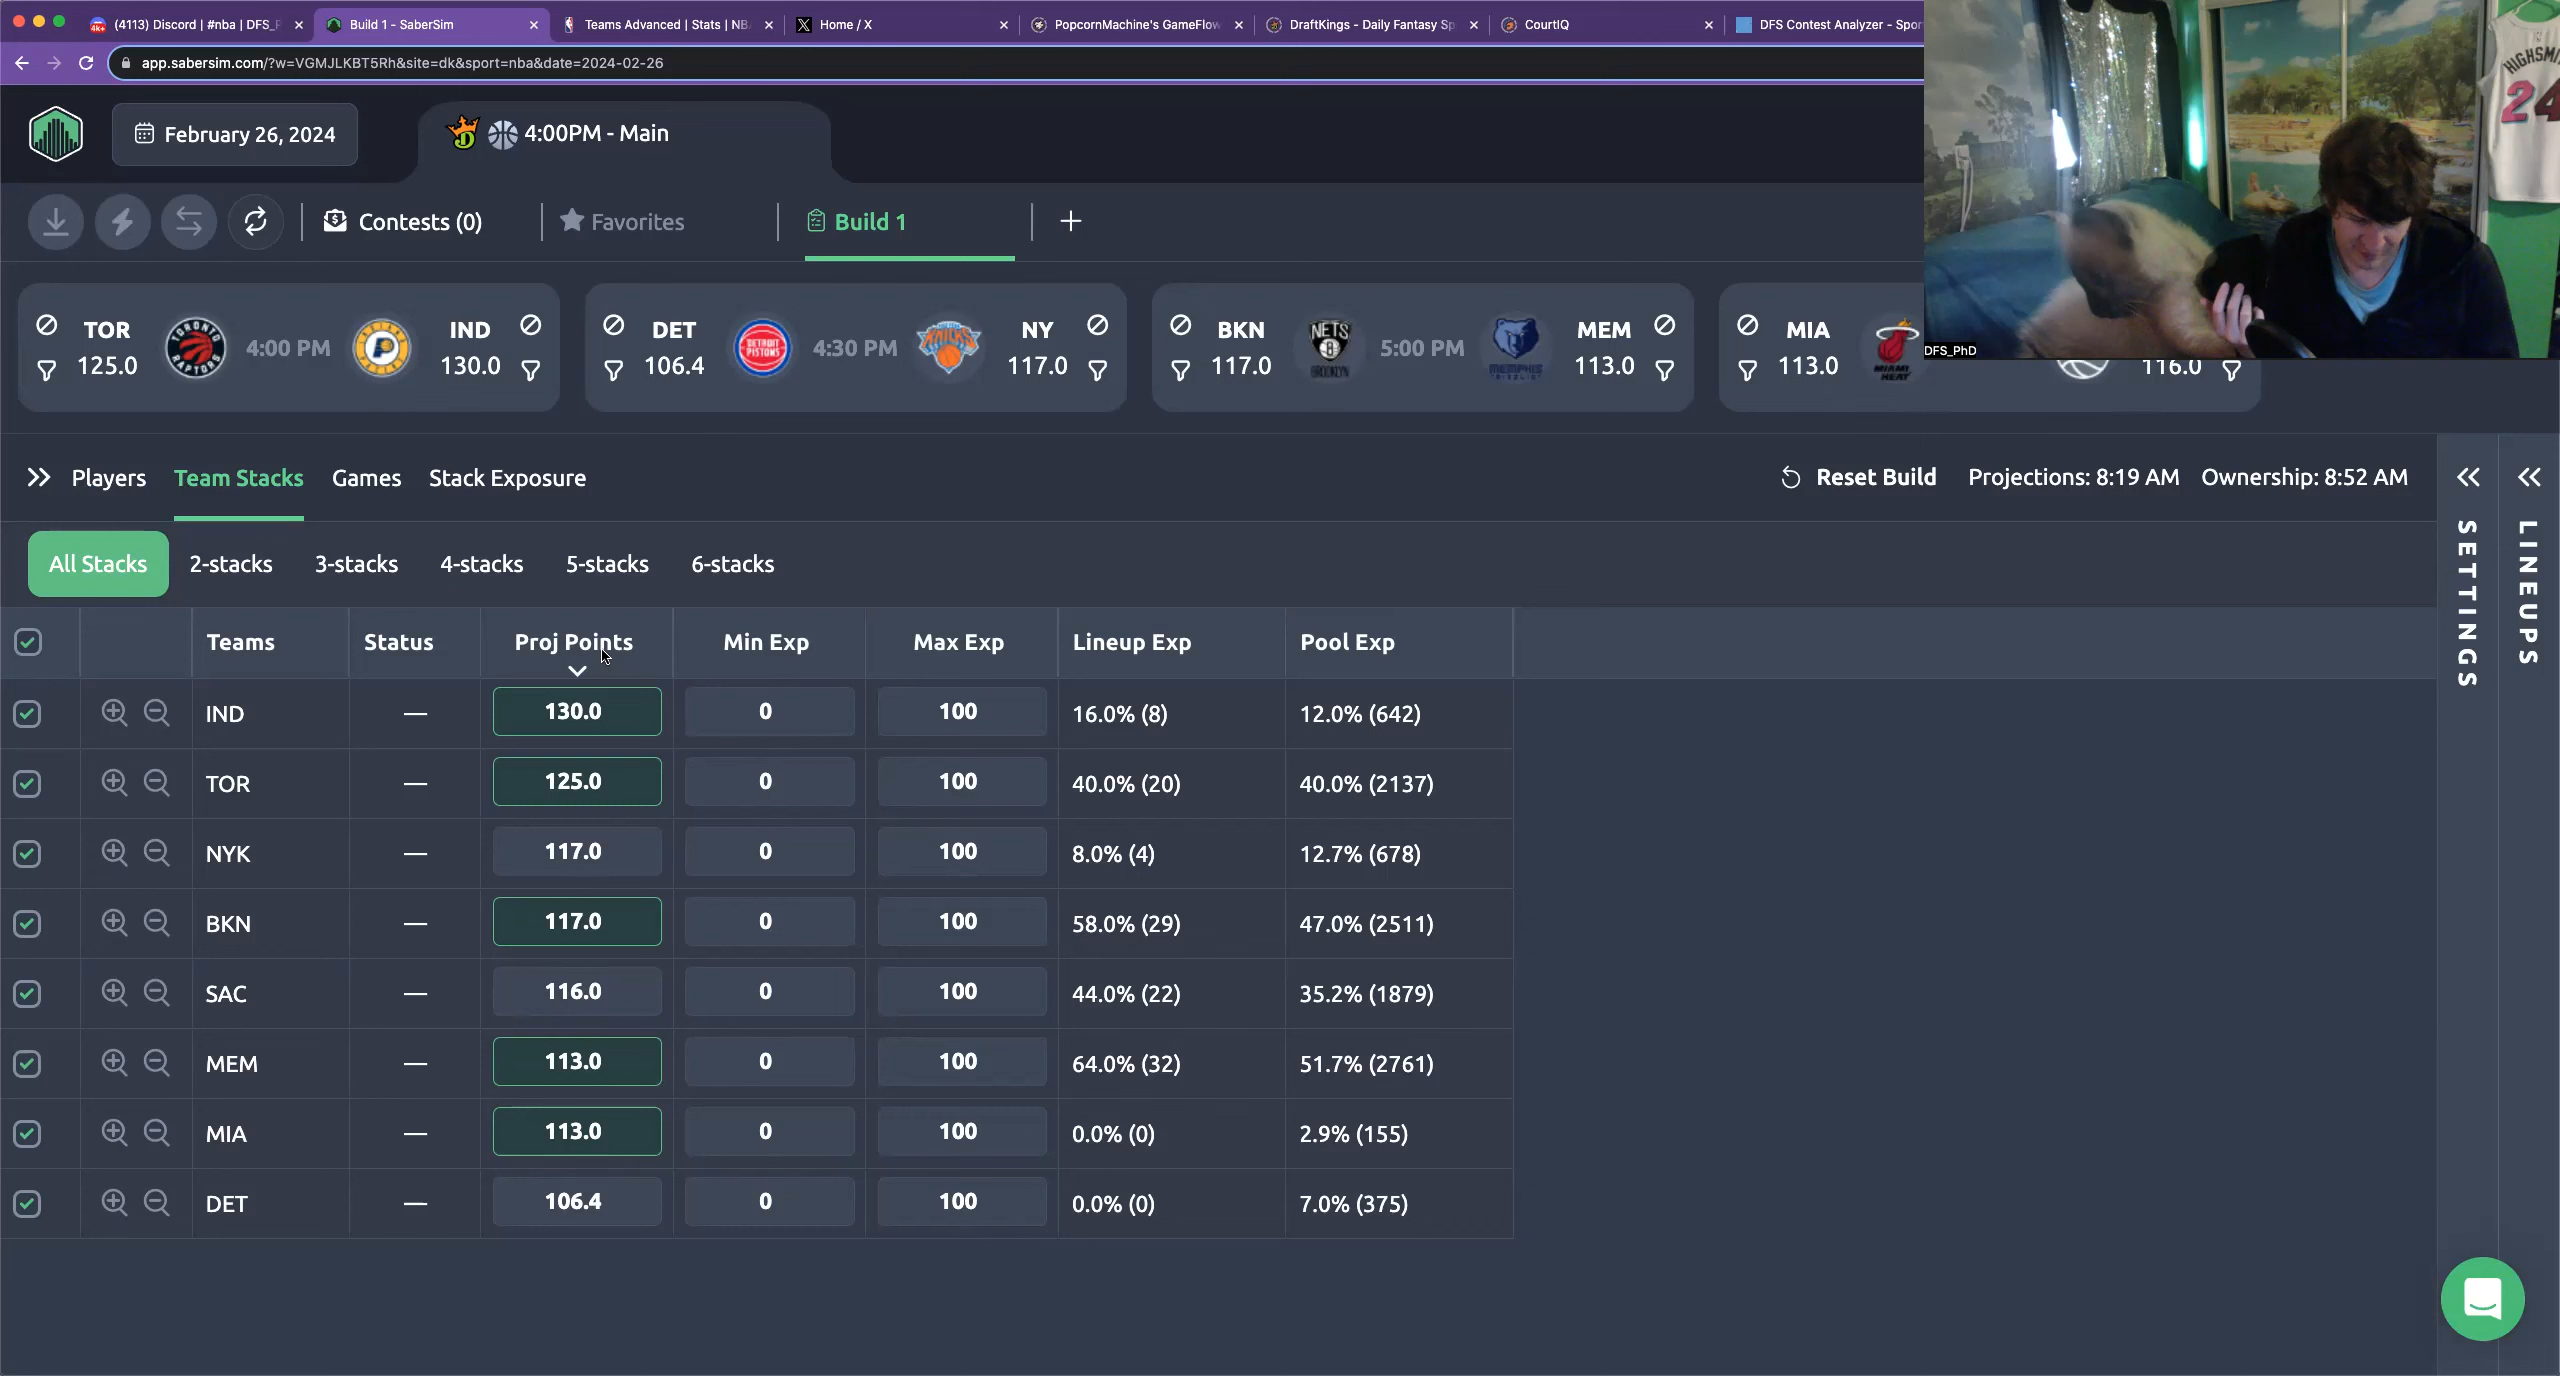 (4113) Discord | #nba | DFS_P
Build 1 - SaberSim
Teams Advanced | Stats | NB
Home / X
PopcornMachine's GameFlow
DraftKings - Daily Fantasy Sp
CourtIQ
DFS Contest Analyzer - Spor
app.sabersim.com/?w=VGMJLKBT5Rh&site=dk&sport=nba&date=2024-02-26
HIGHSMI
24
February 26, 2024
4:00PM - Main
Contests (0)
Favorites
Build 1
DFS_PhD
TOR
125.0
4:00 PM
IND
130.0
DET
106.4
4:30 PM
NY
117.0
BKN
117.0
5:00 PM
MEM
113.0
MIA
113.0
116.0
Players
Team Stacks
Games
Stack Exposure
Reset Build
Projections: 8:19 AM
Ownership: 8:52 AM
SETTINGS
LINEUPS
All Stacks
2-stacks
3-stacks
4-stacks
5-stacks
6-stacks
Teams Status Proj Points Min Exp Max Exp Lineup Exp Pool Exp
IND — 130.0 0 100 16.0% (8) 12.0% (642)
TOR — 125.0 0 100 40.0% (20) 40.0% (2137)
NYK — 117.0 0 100 8.0% (4) 12.7% (678)
BKN — 117.0 0 100 58.0% (29) 47.0% (2511)
SAC — 116.0 0 100 44.0% (22) 35.2% (1879)
MEM — 113.0 0 100 64.0% (32) 51.7% (2761)
MIA — 113.0 0 100 0.0% (0) 2.9% (155)
DET — 106.4 0 100 0.0% (0) 7.0% (375)